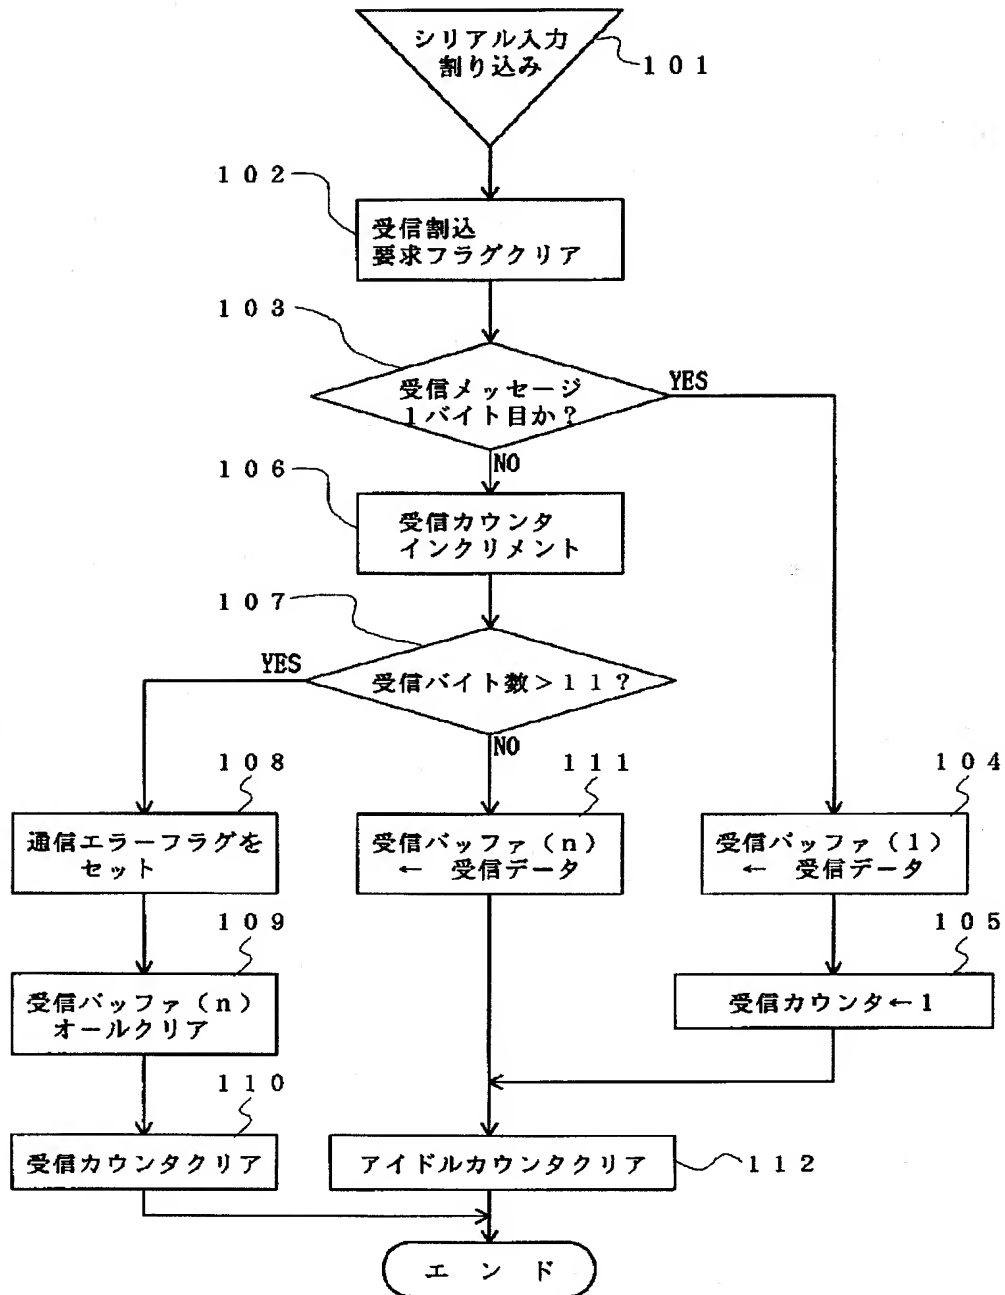 シリアル入力
割り込み
101
102
受信割込
要求フラグクリア
103
受信メッセージ
1バイト目か?
YES
NO
106
受信カウンタ
インクリメント
107
YES
受信バイト数>11?
NO
108
111
104
通信エラーフラグを
セット
受信バッファ(n)
← 受信データ
受信バッファ(1)
← 受信データ
109
105
受信バッファ(n)
オールクリア
受信カウンタ←1
110
受信カウンタクリア
アイドルカウンタクリア
112
エンド